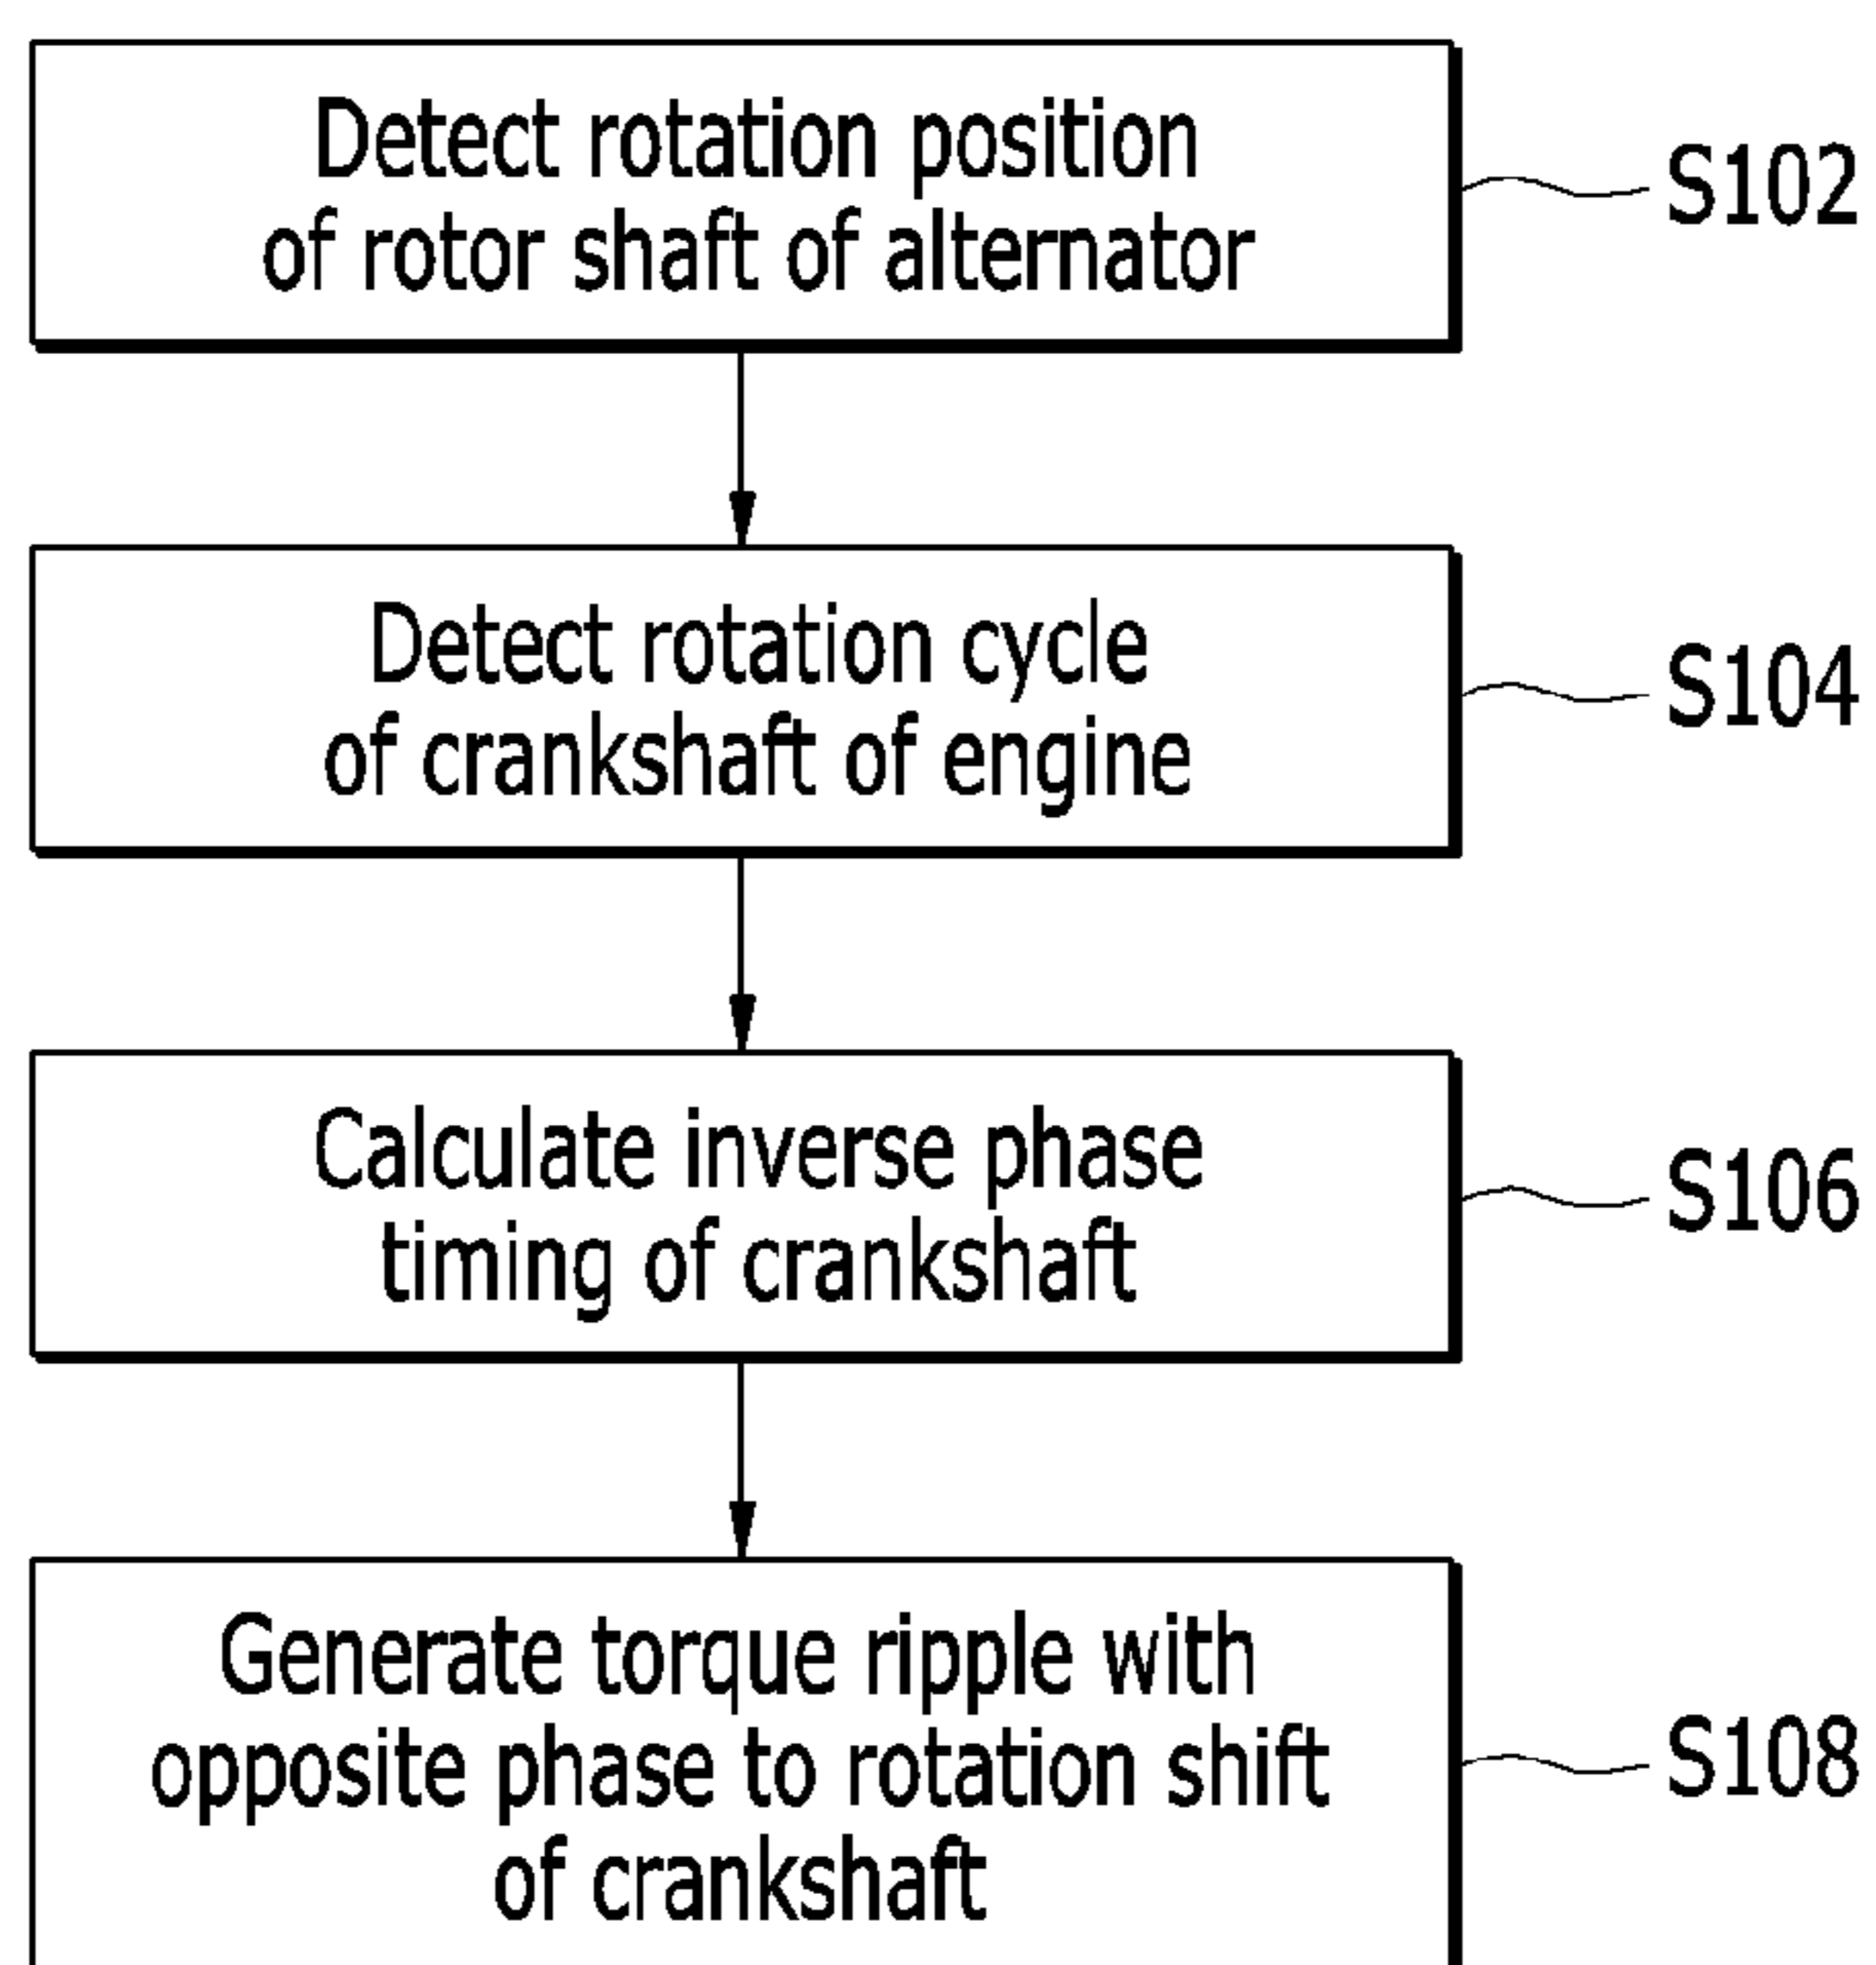 Detect rotation position
of rotor shaft of alternator
S102
Detect rotation cycle
of crankshaft of engine
S104
Calculate inverse phase
timing of crankshaft
S106
Generate torque ripple with
opposite phase to rotation shift
of crankshaft
S108